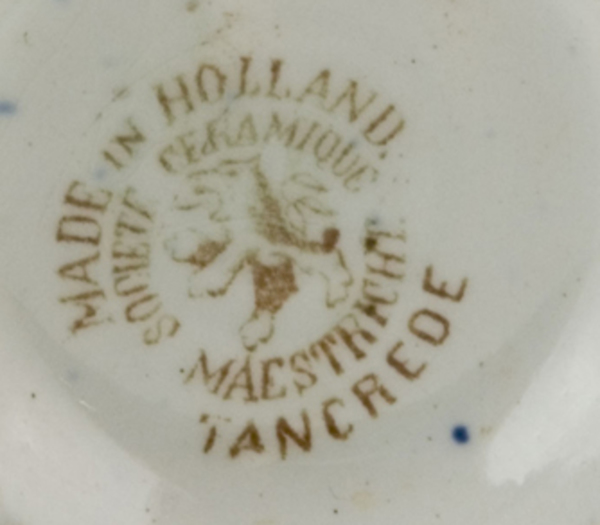 MADE IN HOLLAND.
SOCIETE CERAMIQUE
MAESTRICHT
TANCREDE